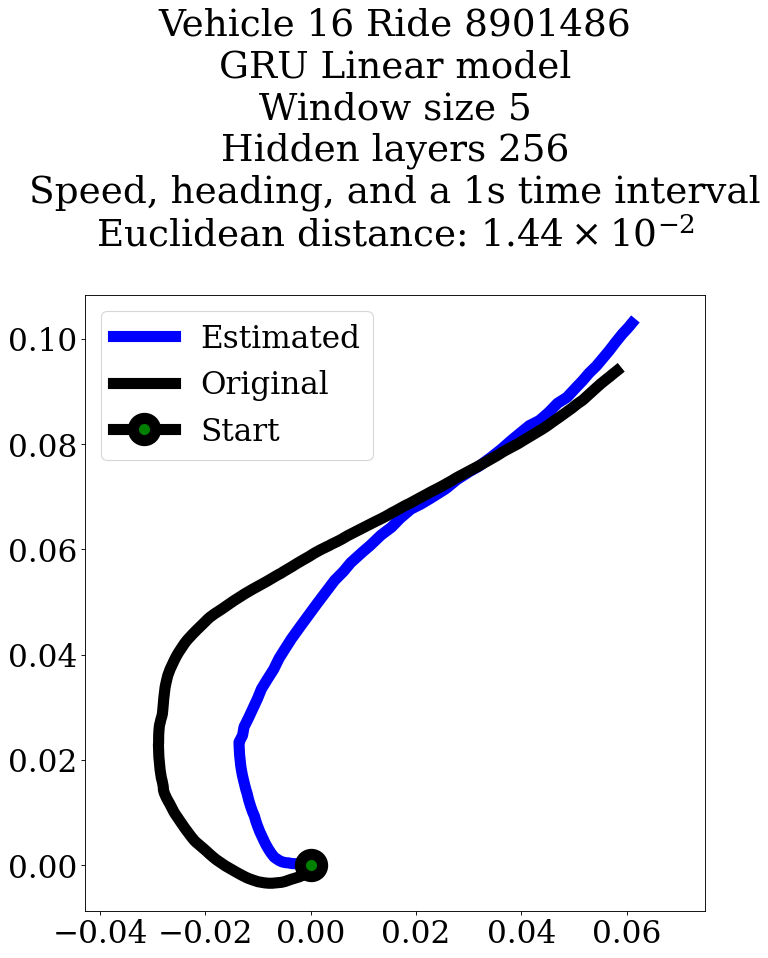 Vehicle 16 Ride 8901486
GRU Linear model
Window size 5
Hidden layers 256
Speed, heading, and a 1s time interval
Euclidean distance: 1.44 × 10⁻²
Estimated
Original
Start
0.10
0.08
0.06
0.04
0.02
0.00
−0.04 −0.02 0.00 0.02 0.04 0.06